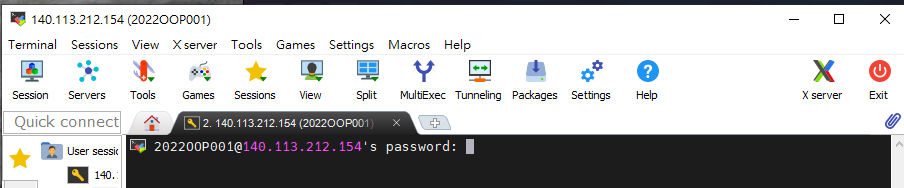 140.113.212.154 (2022OOP001)
Terminal Sessions View X server Tools Games Settings Macros Help
Session Servers Tools Games Sessions View Split MultiExec Tunneling Packages Settings Help X server Exit
Quick connect
2. 140.113.212.154 (2022OOP001)
2022OOP001@140.113.212.154's password:
User sessi
140.